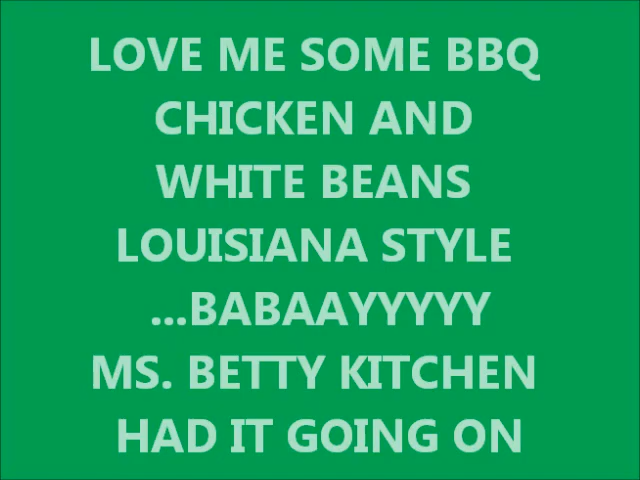 LOVE ME SOME BBQ
CHICKEN AND
WHITE BEANS
LOUISIANA STYLE
...BABAAYYYYY
MS. BETTY KITCHEN
HAD IT GOING ON